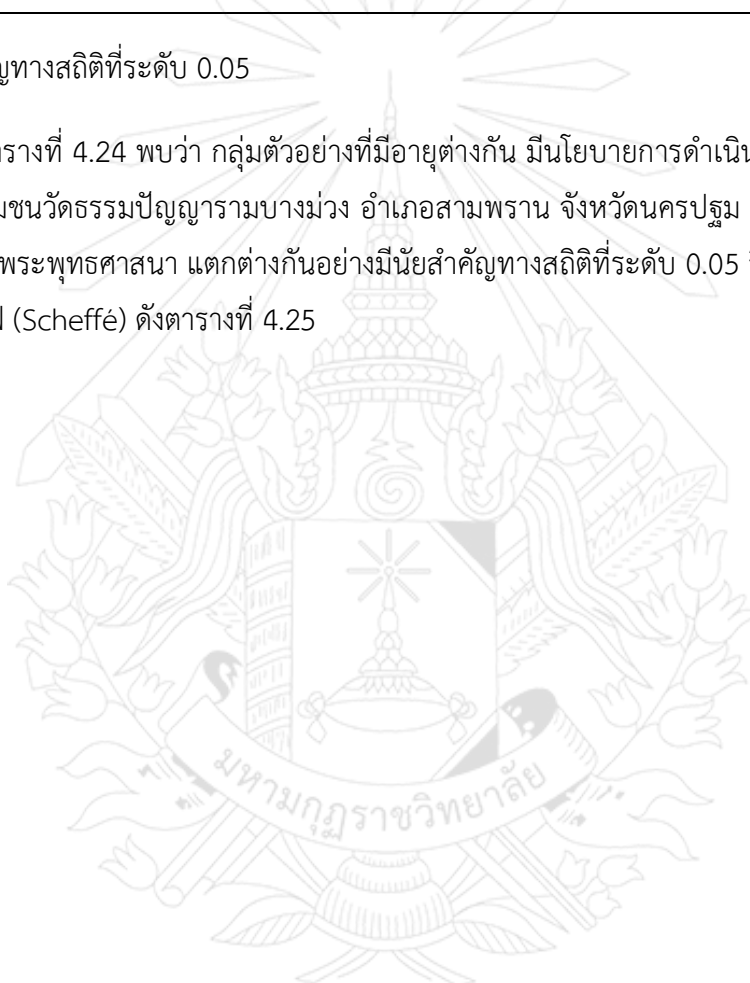 ญทางสถิติที่ระดับ 0.05
รางที่ 4.24 พบว่า กลุ่มตัวอย่างที่มีอายุต่างกัน มีนโยบายการดำเนิน
มชนวัดธรรมปัญญารามบางม่วง อำเภอสามพราน จังหวัดนครปฐม
พระพุทธศาสนา แตกต่างกันอย่างมีนัยสำคัญทางสถิติที่ระดับ 0.05
(Scheffé) ดังตารางที่ 4.25
มหามกุฏราชวิทยาลัย